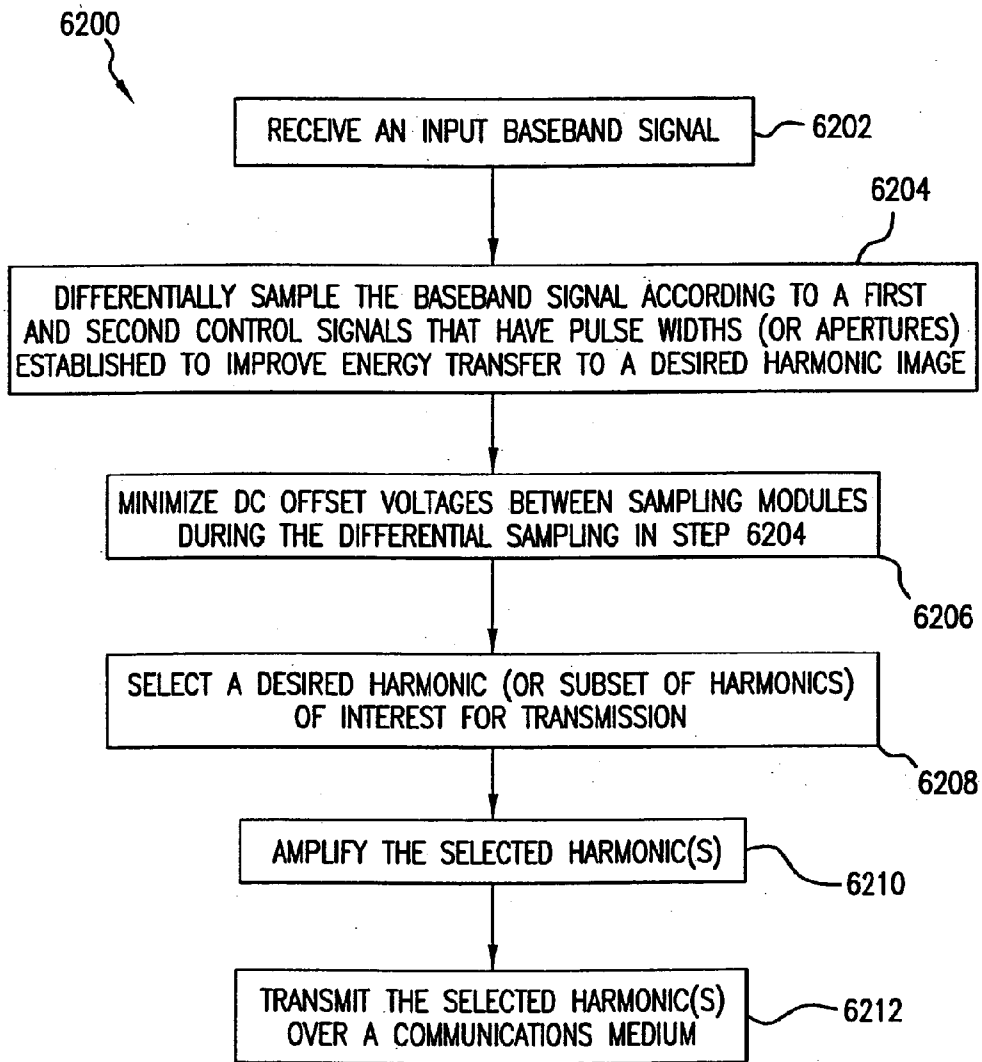 6200
RECEIVE AN INPUT BASEBAND SIGNAL
6202
6204
DIFFERENTIALLY SAMPLE THE BASEBAND SIGNAL ACCORDING TO A FIRST
AND SECOND CONTROL SIGNALS THAT HAVE PULSE WIDTHS (OR APERTURES)
ESTABLISHED TO IMPROVE ENERGY TRANSFER TO A DESIRED HARMONIC IMAGE
MINIMIZE DC OFFSET VOLTAGES BETWEEN SAMPLING MODULES
DURING THE DIFFERENTIAL SAMPLING IN STEP 6204
6206
SELECT A DESIRED HARMONIC (OR SUBSET OF HARMONICS)
OF INTEREST FOR TRANSMISSION
6208
AMPLIFY THE SELECTED HARMONIC(S)
6210
TRANSMIT THE SELECTED HARMONIC(S)
OVER A COMMUNICATIONS MEDIUM
6212